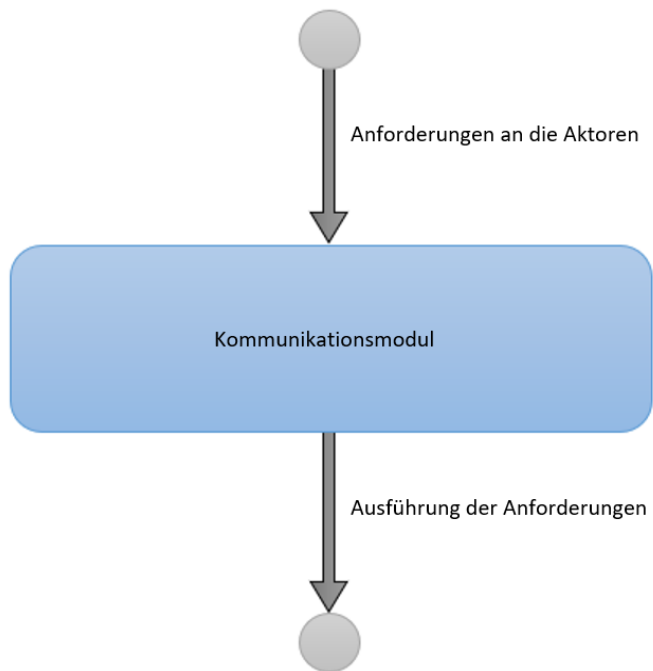 Anforderungen an die Aktoren
Kommunikationsmodul
Ausführung der Anforderungen